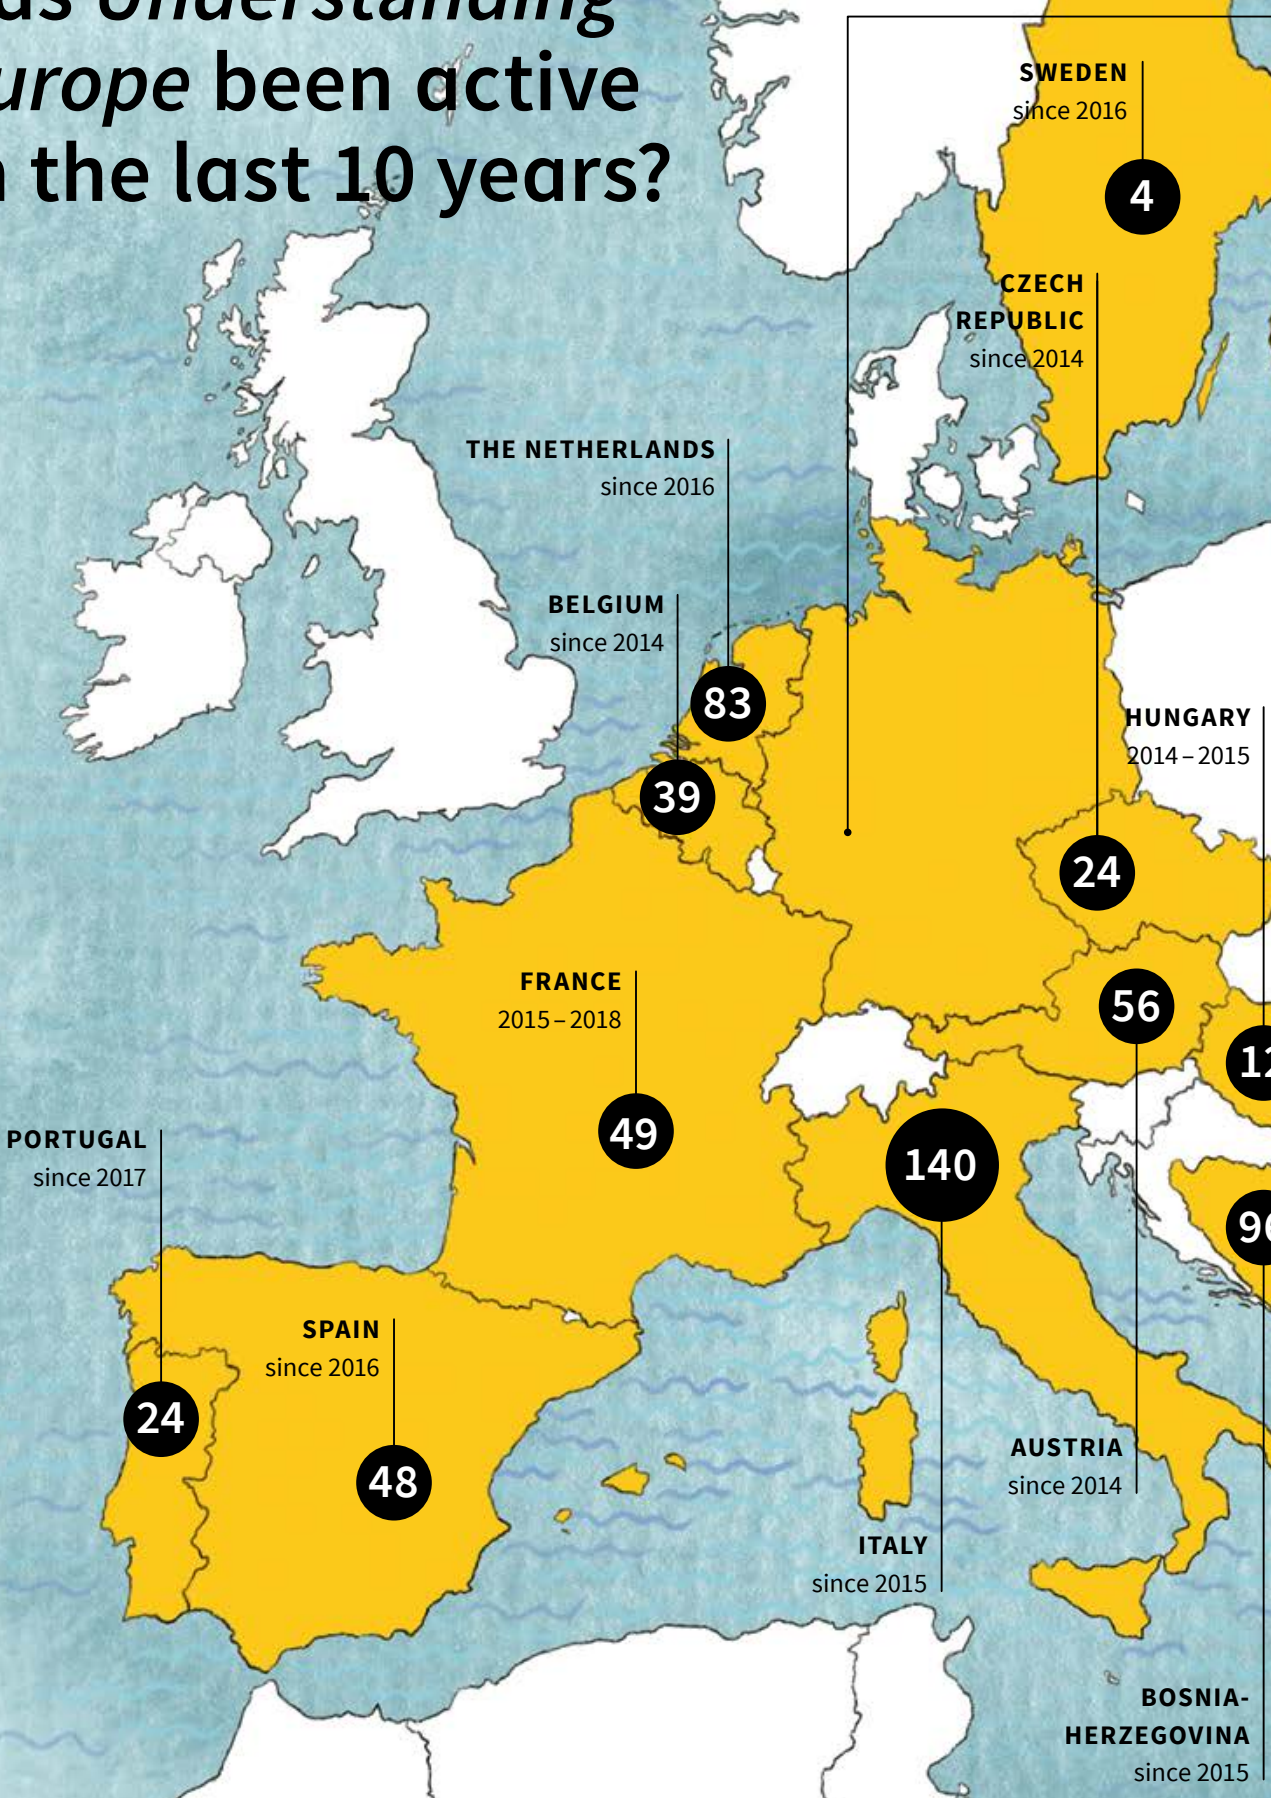 Understanding
been active
the last 10 years?
SWEDEN
since 2016
4
CZECH
REPUBLIC
since 2014
THE NETHERLANDS
since 2016
BELGIUM
since 2014
83
HUNGARY
2014 – 2015
39
24
FRANCE
2015 – 2018
56
49
PORTUGAL
since 2017
140
SPAIN
since 2016
24
48
AUSTRIA
since 2014
ITALY
since 2015
BOSNIA-
HERZEGOVINA
since 2015